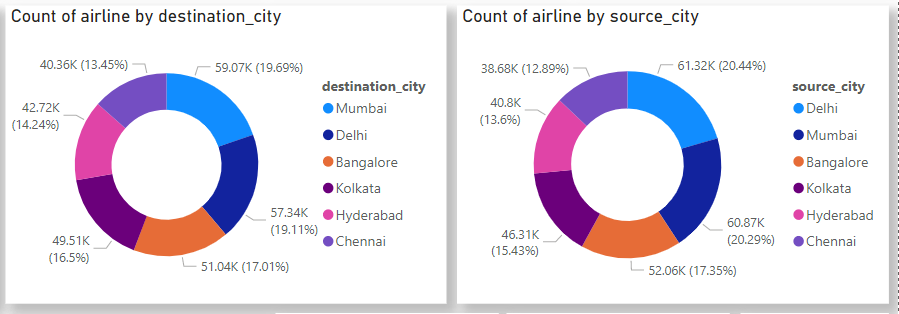 Count of airline by destination_city
40.36K (13.45%)
59.07K (19.69%)
42.72K
(14.24%)
57.34K
(19.11%)
49.51K
(16.5%)
51.04K (17.01%)
destination_city
Mumbai
Delhi
Bangalore
Kolkata
Hyderabad
Chennai
Count of airline by source_city
38.68K (12.89%)
61.32K (20.44%)
40.8K
(13.6%)
60.87K
(20.29%)
46.31K
(15.43%)
52.06K (17.35%)
source_city
Delhi
Mumbai
Bangalore
Kolkata
Hyderabad
Chennai